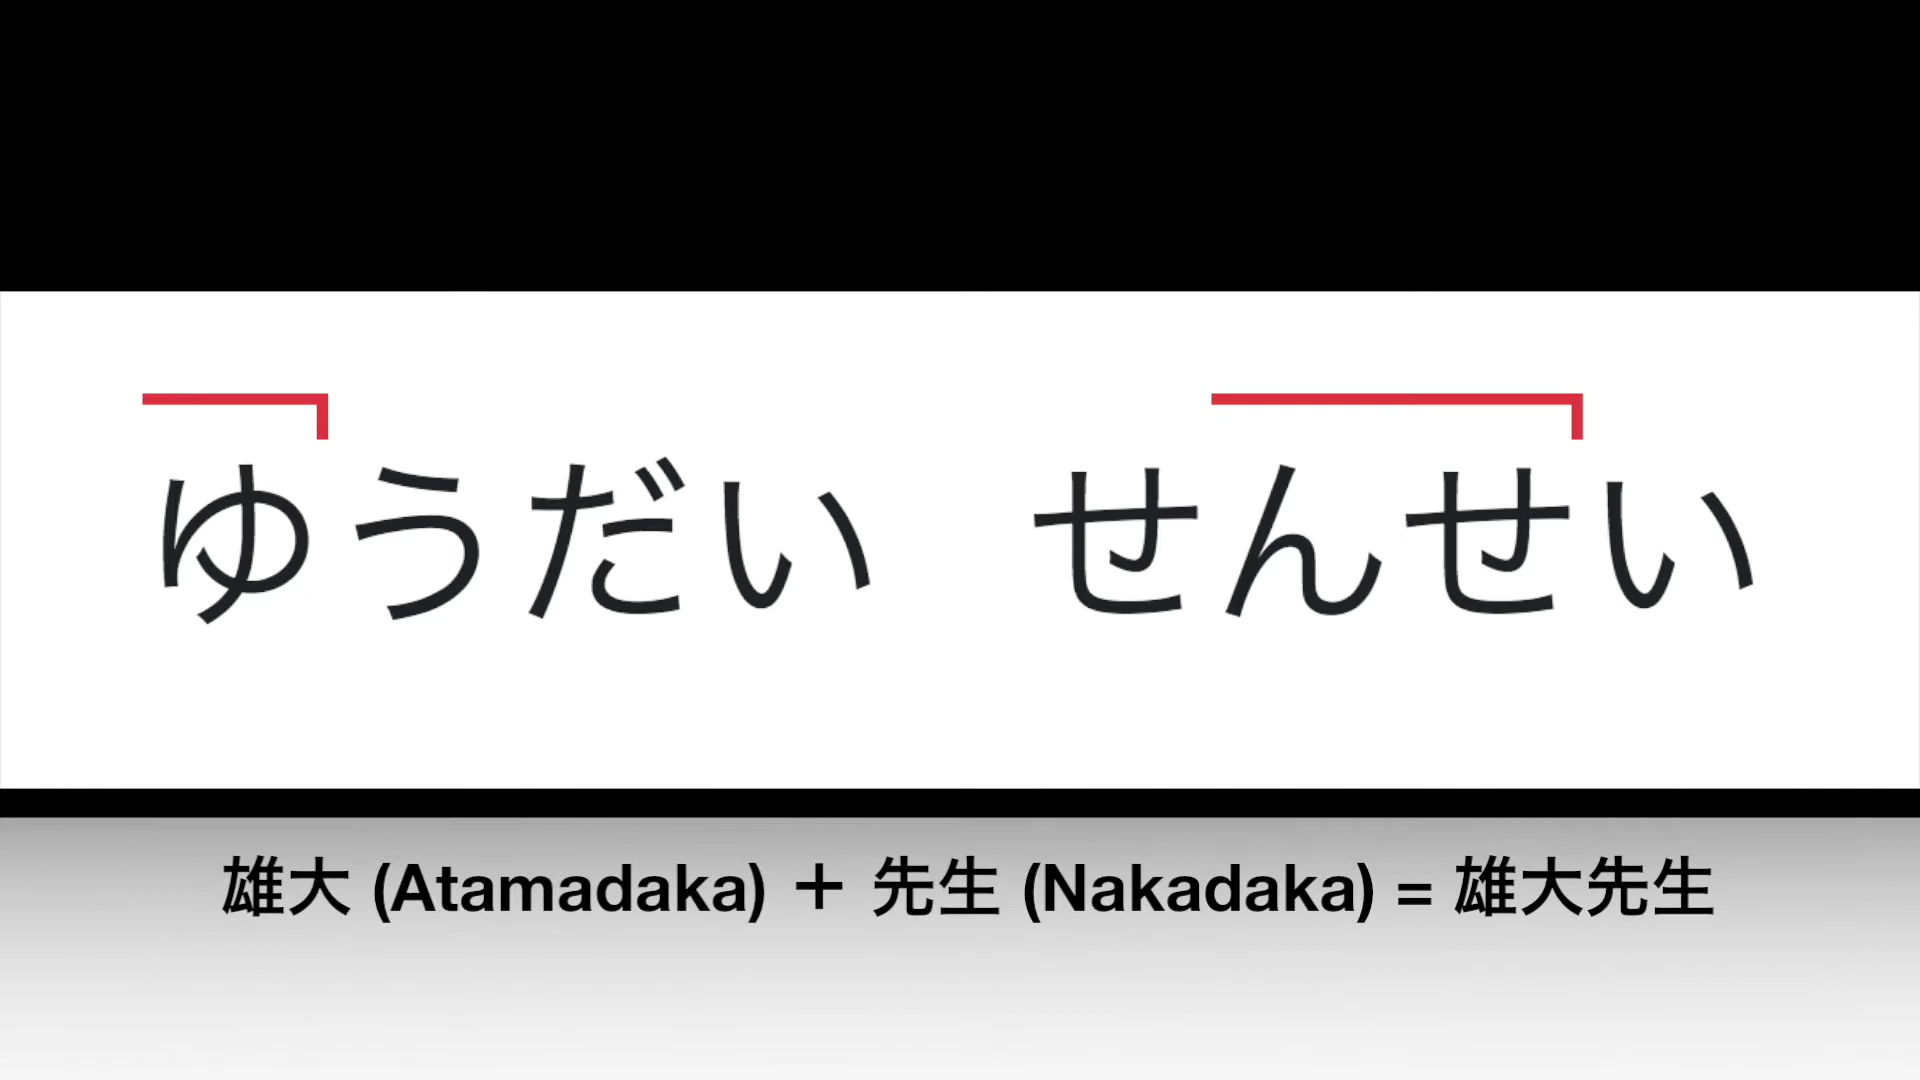 ゆうだい せんせい
雄大 (Atamadaka) + 先生 (Nakadaka) = 雄大先生